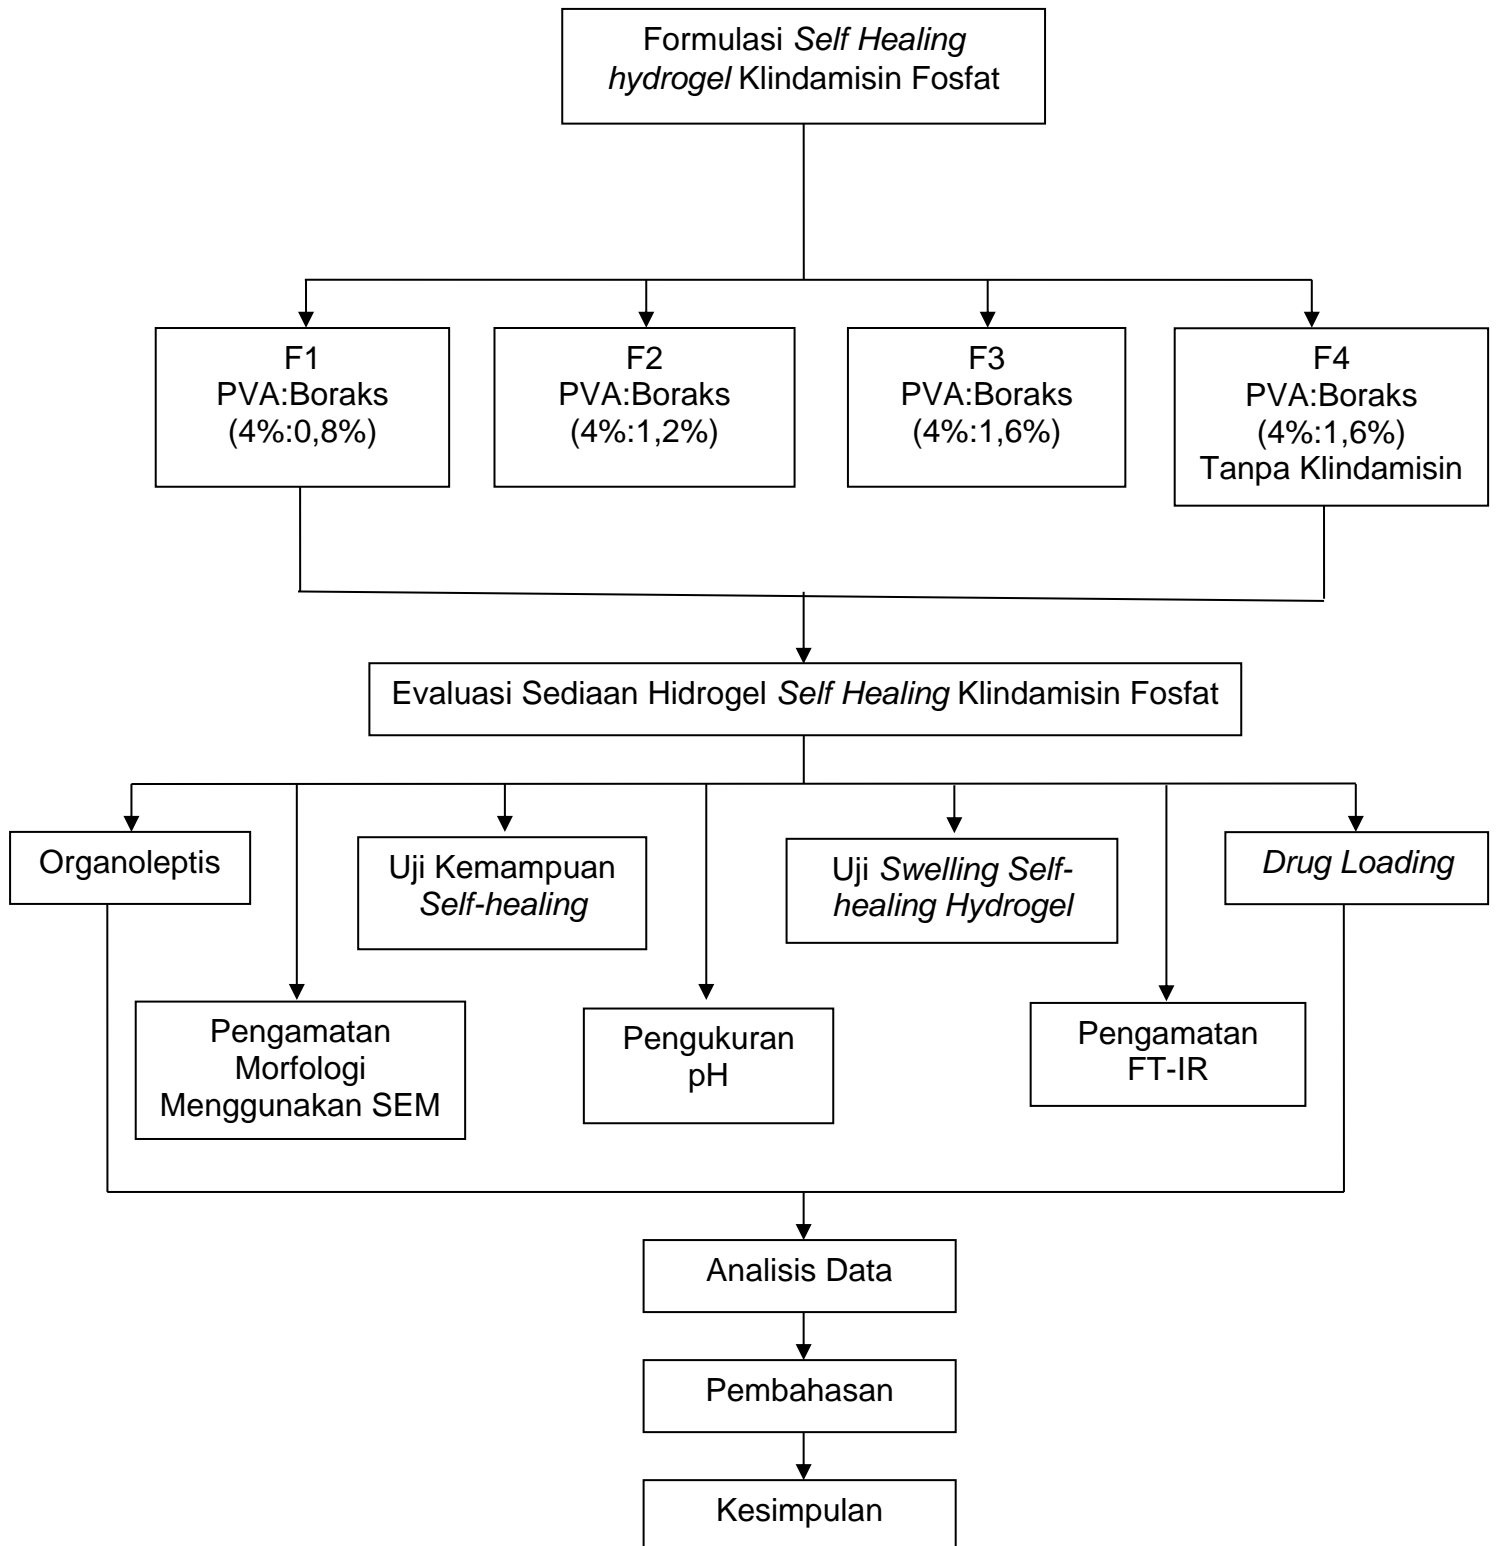 Formulasi Self Healing
hydrogel Klindamisin Fosfat
F1
PVA:Boraks
(4%:0,8%)
F2
PVA:Boraks
(4%:1,2%)
F3
PVA:Boraks
(4%:1,6%)
F4
PVA:Boraks
(4%:1,6%)
Tanpa Klindamisin
Evaluasi Sediaan Hidrogel Self Healing Klindamisin Fosfat
Organoleptis
Uji Kemampuan
Self-healing
Uji Swelling Self-
healing Hydrogel
Drug Loading
Pengamatan
Morfologi
Menggunakan SEM
Pengukuran
pH
Pengamatan
FT-IR
Analisis Data
Pembahasan
Kesimpulan